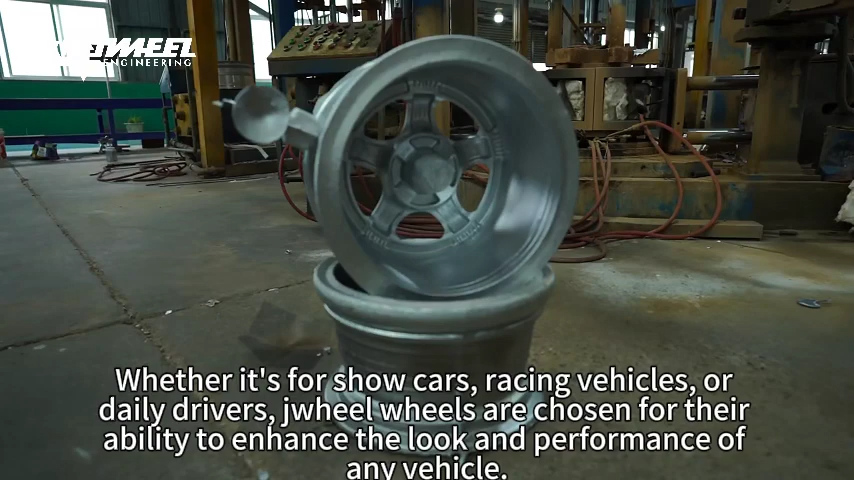 JWHEEL
ENGINEERING
Whether it's for show cars, racing vehicles, or
daily drivers, jwheel wheels are chosen for their
ability to enhance the look and performance of
any vehicle.